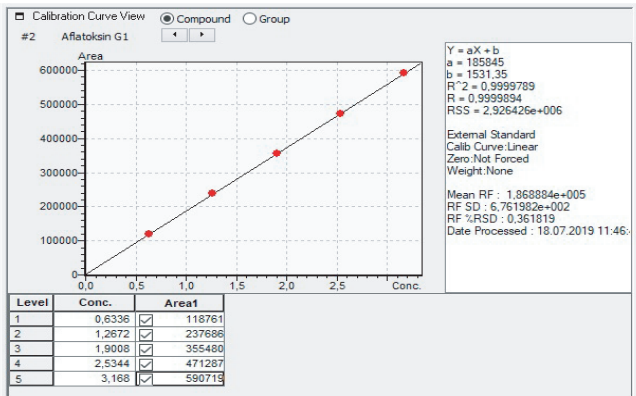 Calibration Curve View Compound Group
#2 Aflatoksin G1
Area
600000
500000
400000
300000
200000
100000
0
0,0 0,5 1,0 1,5 2,0 2,5 Conc.
Y = aX + b
a = 185845
b = 1531,35
R^2 = 0,9999789
R = 0,9999894
RSS = 2,926426e+006
External Standard
Calib Curve:Linear
Zero:Not Forced
Weight:None
Mean RF : 1,868884e+005
RF SD : 6,761982e+002
RF %RSD : 0,361819
Date Processed : 18.07.2019 11:46:
Level Conc. Area1
1 0,6336 118761
2 1,2672 237686
3 1,9008 355480
4 2,5344 471287
5 3,168 590719